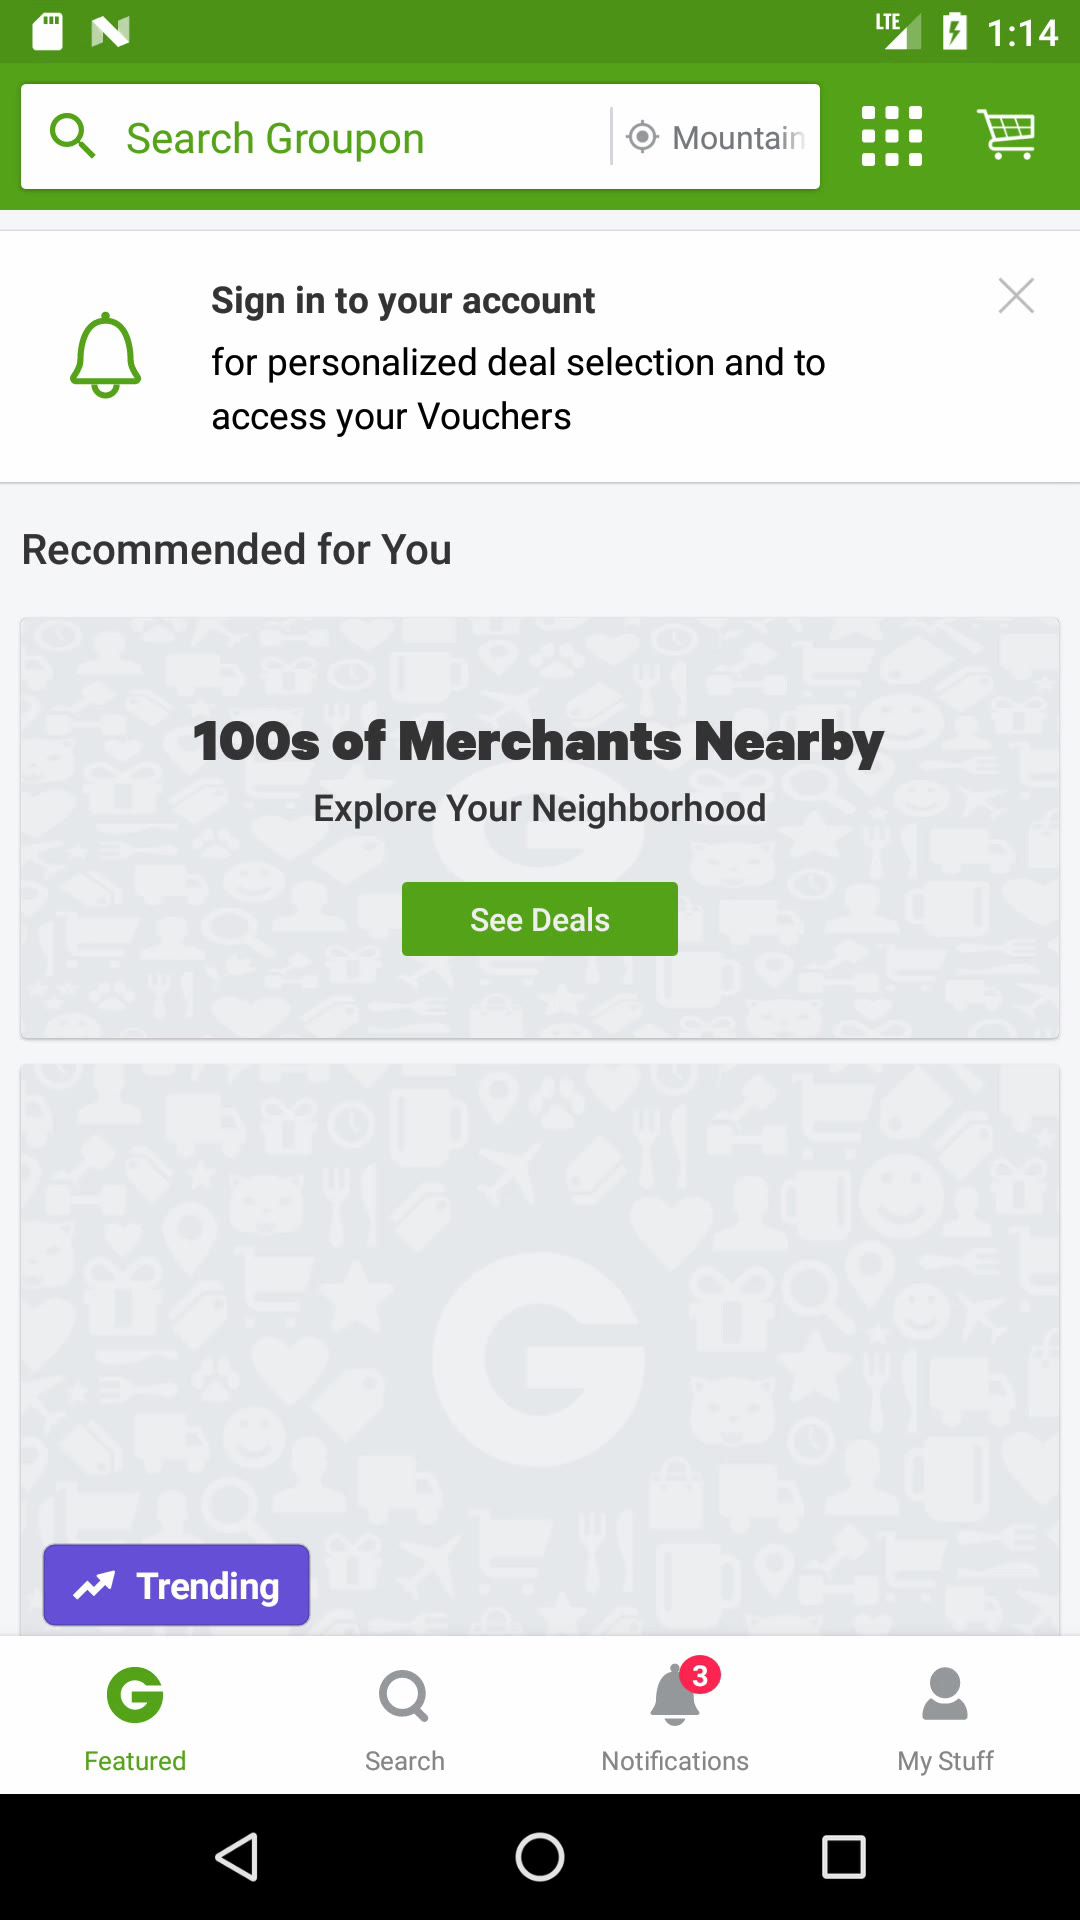 LTE 1:14
Search Groupon Mountain
Sign in to your account
for personalized deal selection and to
access your Vouchers
Recommended for You
100s of Merchants Nearby
Explore Your Neighborhood
See Deals
G
Trending
3
Featured Search Notifications My Stuff